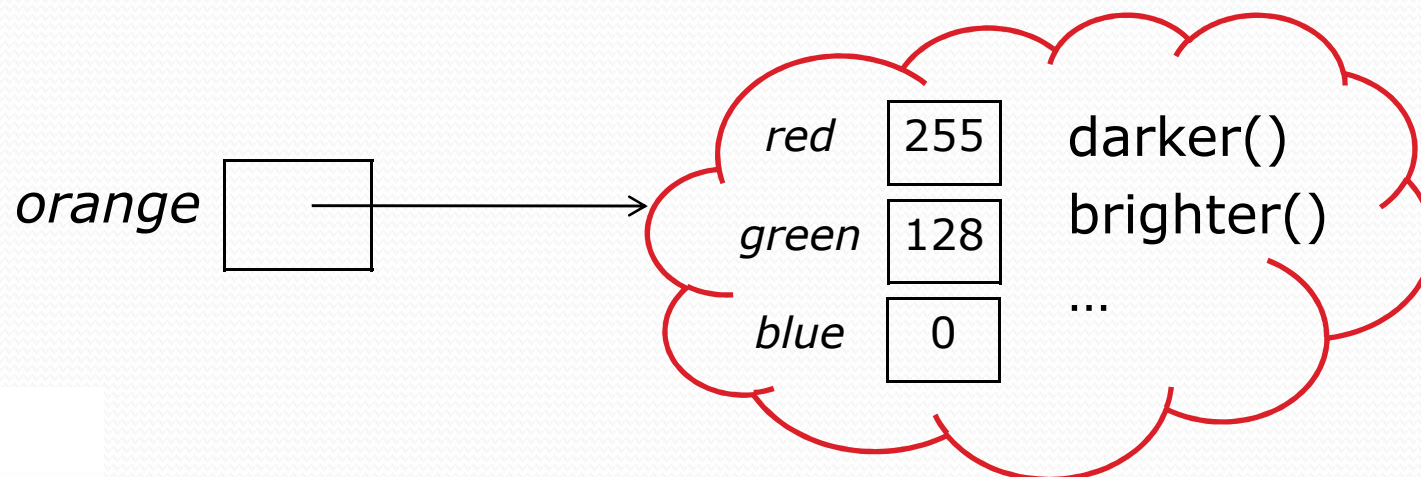 orange
red 255
green 128
blue 0
darker()
brighter()
...